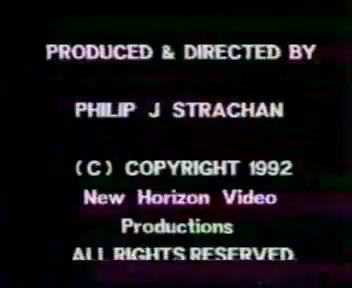 PRODUCED & DIRECTED BY
PHILIP J STRACHAN
(C) COPYRIGHT 1992
New Horizon Video
Productions
ALL RIGHTS RESERVED.